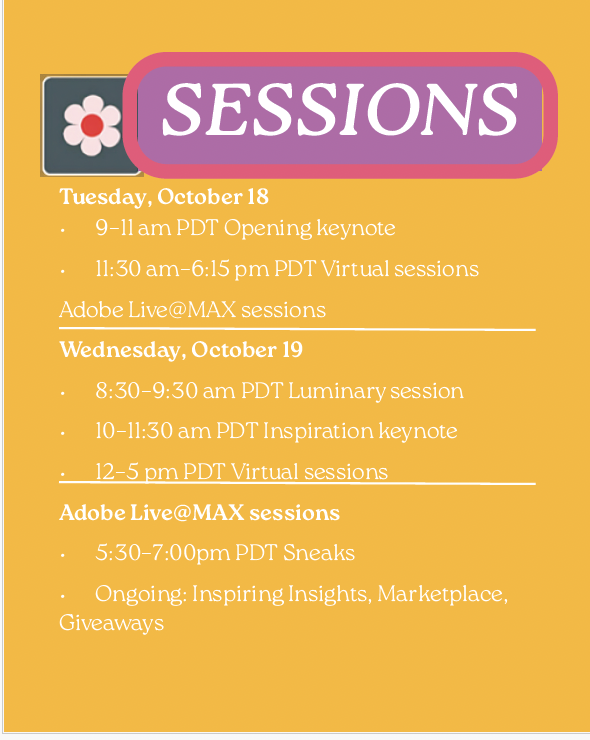 SESSIONS
Tuesday, October 18
• 9–11 am PDT Opening keynote
• 11:30 am–6:15 pm PDT Virtual sessions
Adobe Live@MAX sessions
Wednesday, October 19
• 8:30–9:30 am PDT Luminary session
• 10–11:30 am PDT Inspiration keynote
• 12–5 pm PDT Virtual sessions
Adobe Live@MAX sessions
• 5:30–7:00pm PDT Sneaks
• Ongoing: Inspiring Insights, Marketplace,
Giveaways